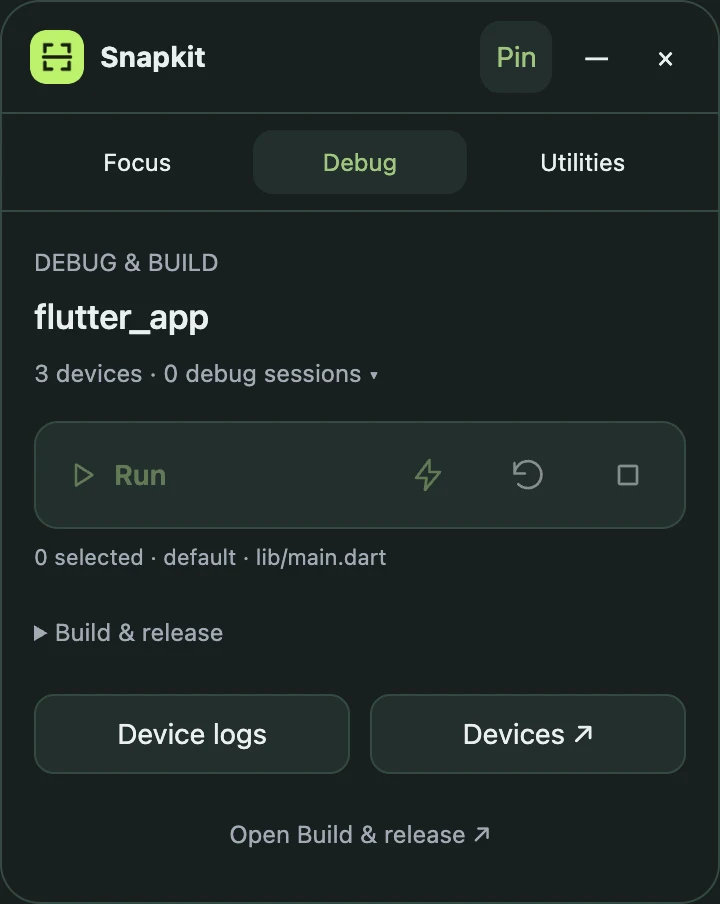 Snapkit
Pin — ×
Focus Debug Utilities
DEBUG & BUILD
flutter_app
3 devices · 0 debug sessions ▾
Run
0 selected · default · lib/main.dart
▶ Build & release
Device logs Devices ↗
Open Build & release ↗